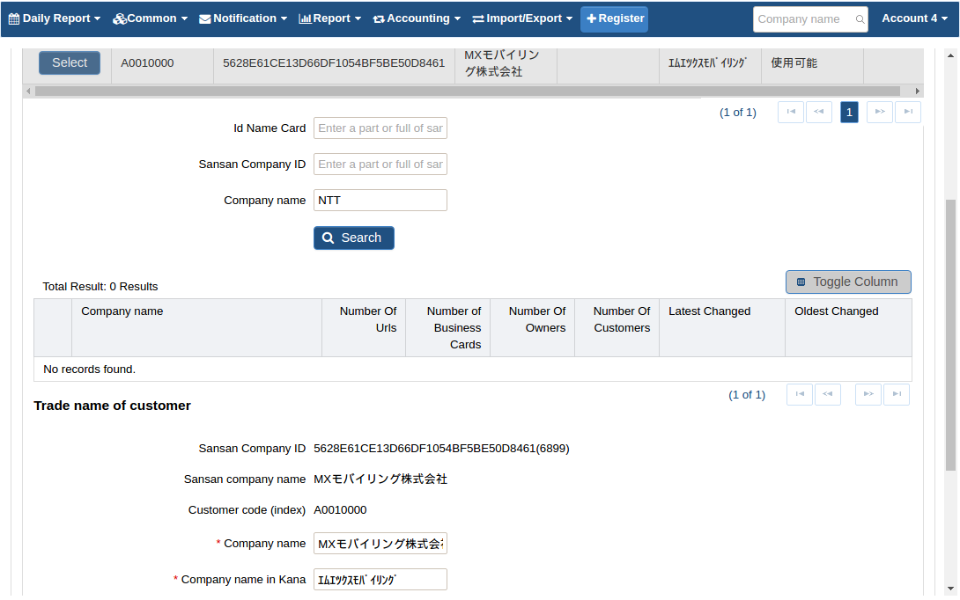 Daily Report Common Notification Report Accounting Import/Export Register Company name Account 4
Select A0010000 5628E61CE13D66DF1054BF5BE50D8461 MXモバイリン ｴﾑｴｯｸｽﾓﾊﾞｲﾘﾝｸﾞ 使用可能
グ株式会社
(1 of 1) 1
Id Name Card Enter a part or full of sar
Sansan Company ID Enter a part or full of sar
Company name NTT
Search
Total Result: 0 Results Toggle Column
Company name Number Of Number of Number Of Number Of Latest Changed Oldest Changed
Urls Business Owners Customers
Cards
No records found.
(1 of 1)
Trade name of customer
Sansan Company ID 5628E61CE13D66DF1054BF5BE50D8461(6899)
Sansan company name MXモバイリング株式会社
Customer code (index) A0010000
* Company name MXモバイリング株式会
* Company name in Kana ｴﾑｴｯｸｽﾓﾊﾞｲﾘﾝｸﾞ